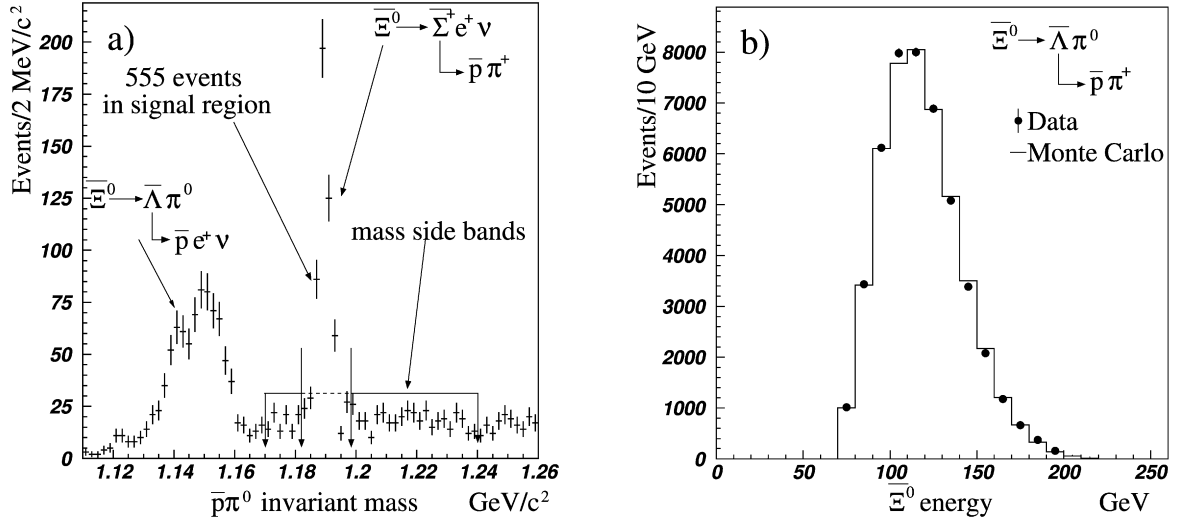 a)
Events/2 MeV/c²
200
175
150
125
100
75
50
25
0
Ξ̅⁰ → Σ̅⁺ e⁺ ν
p̅ π⁺
555 events
in signal region
Ξ̅⁰ → Λ̅ π⁰
p̅ e⁺ ν
mass side bands
1.12 1.14 1.16 1.18 1.2 1.22 1.24 1.26
p̅π⁰ invariant mass GeV/c²
b)
Events/10 GeV
8000
7000
6000
5000
4000
3000
2000
1000
0
Ξ̅⁰ → Λ̅ π⁰
p̅ π⁺
Data
Monte Carlo
0 50 100 150 200 250
Ξ̅⁰ energy GeV